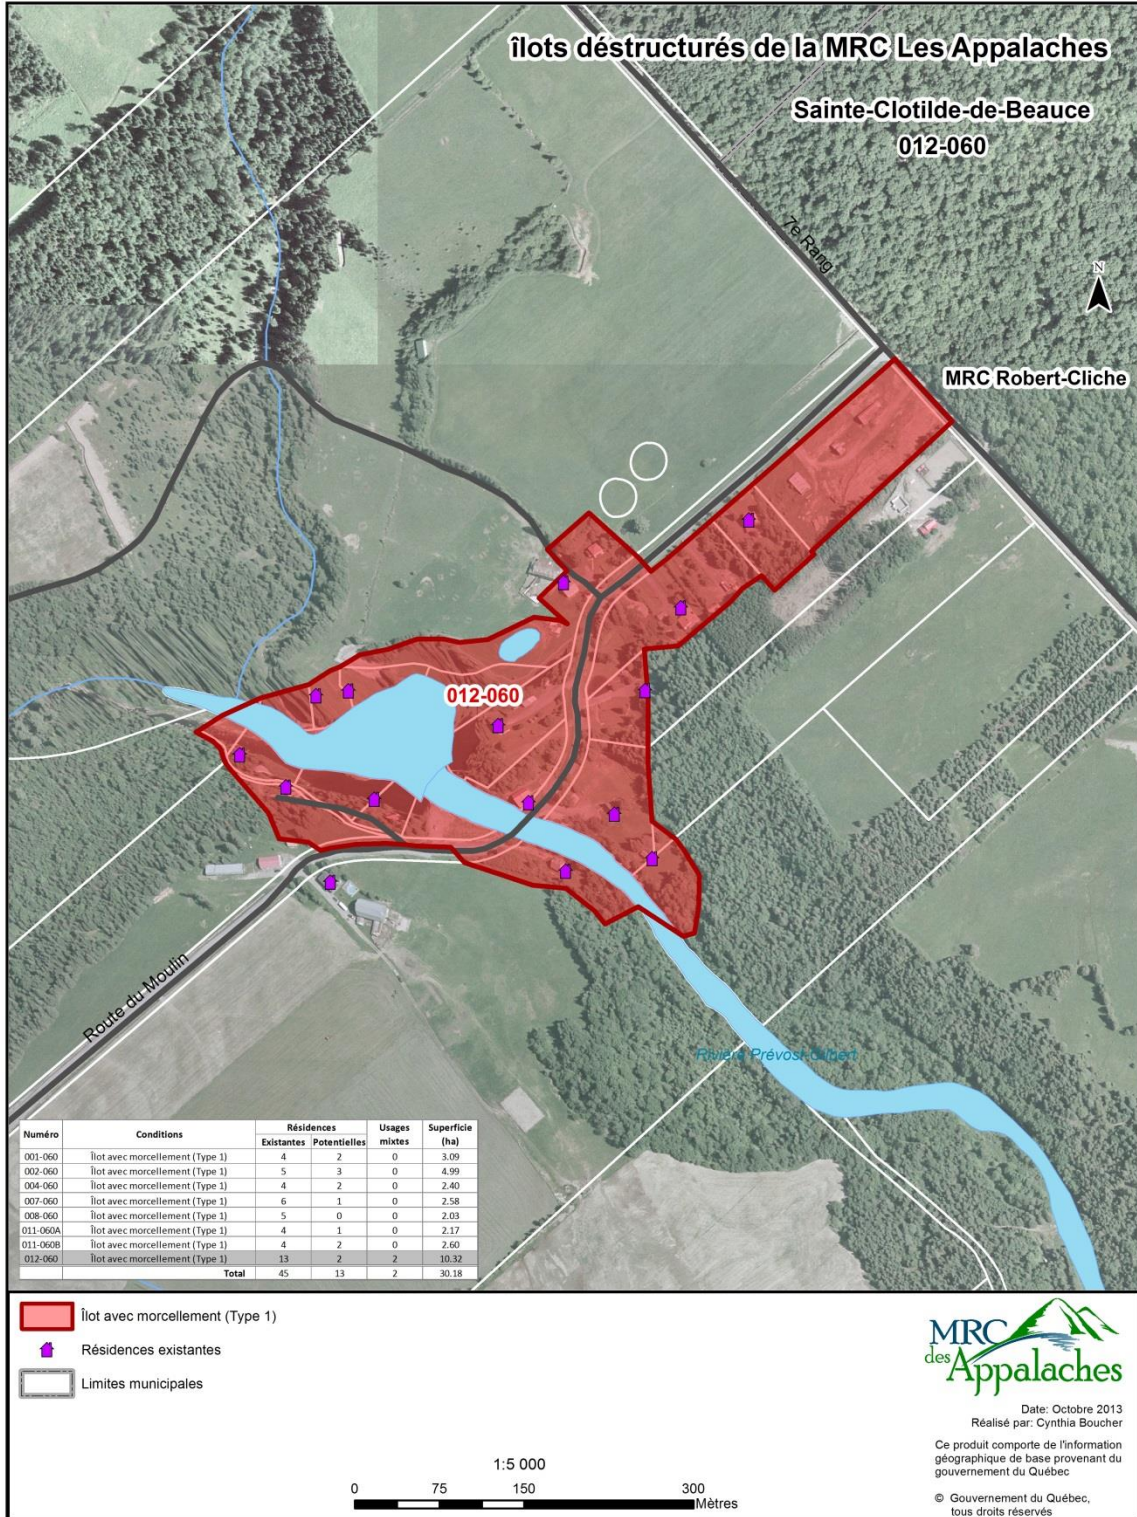 îlots déstructurés de la MRC Les Appalaches
Sainte-Clotilde-de-Beauce
012-060
7e Rang
N
MRC Robert-Cliche
012-060
Route du Moulin
Rivière Prévost-Gilbert
Numéro Conditions Résidences Usages mixtes Superficie (ha)
Existantes Potentielles
001-060 Îlot avec morcellement (Type 1) 4 2 0 3.09
002-060 Îlot avec morcellement (Type 1) 5 3 0 4.99
004-060 Îlot avec morcellement (Type 1) 4 2 0 2.40
007-060 Îlot avec morcellement (Type 1) 6 1 0 2.58
008-060 Îlot avec morcellement (Type 1) 5 0 0 2.03
011-060A Îlot avec morcellement (Type 1) 4 1 0 2.17
011-060B Îlot avec morcellement (Type 1) 4 2 0 2.60
012-060 Îlot avec morcellement (Type 1) 13 2 2 10.32
Total 45 13 2 30.18
Îlot avec morcellement (Type 1)
Résidences existantes
Limites municipales
1:5 000
0 75 150 300 Mètres
MRC
des Appalaches
Date: Octobre 2013
Réalisé par: Cynthia Boucher
Ce produit comporte de l'information
géographique de base provenant du
gouvernement du Québec
© Gouvernement du Québec,
tous droits réservés